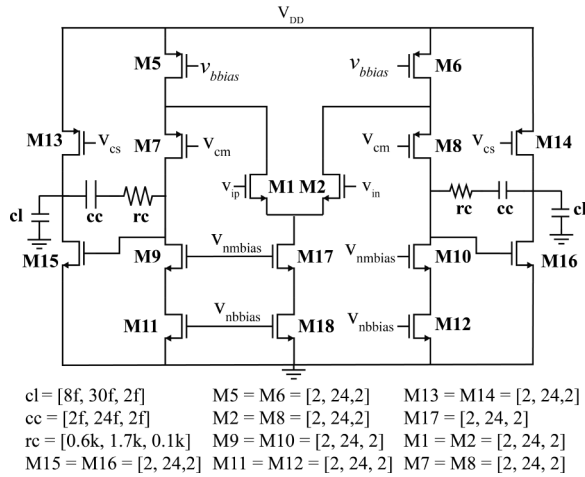 V_DD
M5
v_bbias
v_bbias
M6
M13
v_cs
M7
v_cm
v_cm
M8
v_cs
M14
v_ip
M1
M2
v_in
cl
cc
rc
rc
cc
cl
M15
M9
v_nmbias
M17
v_nmbias
M10
M16
M11
v_nbbias
M18
v_nbbias
M12
cl = [8f, 30f, 2f]
cc = [2f, 24f, 2f]
rc = [0.6k, 1.7k, 0.1k]
M15 = M16 = [2, 24,2]
M5 = M6 = [2, 24,2]
M2 = M8 = [2, 24,2]
M9 = M10 = [2, 24, 2]
M11 = M12 = [2, 24, 2]
M13 = M14 = [2, 24,2]
M17 = [2, 24, 2]
M1 = M2 = [2, 24, 2]
M7 = M8 = [2, 24, 2]